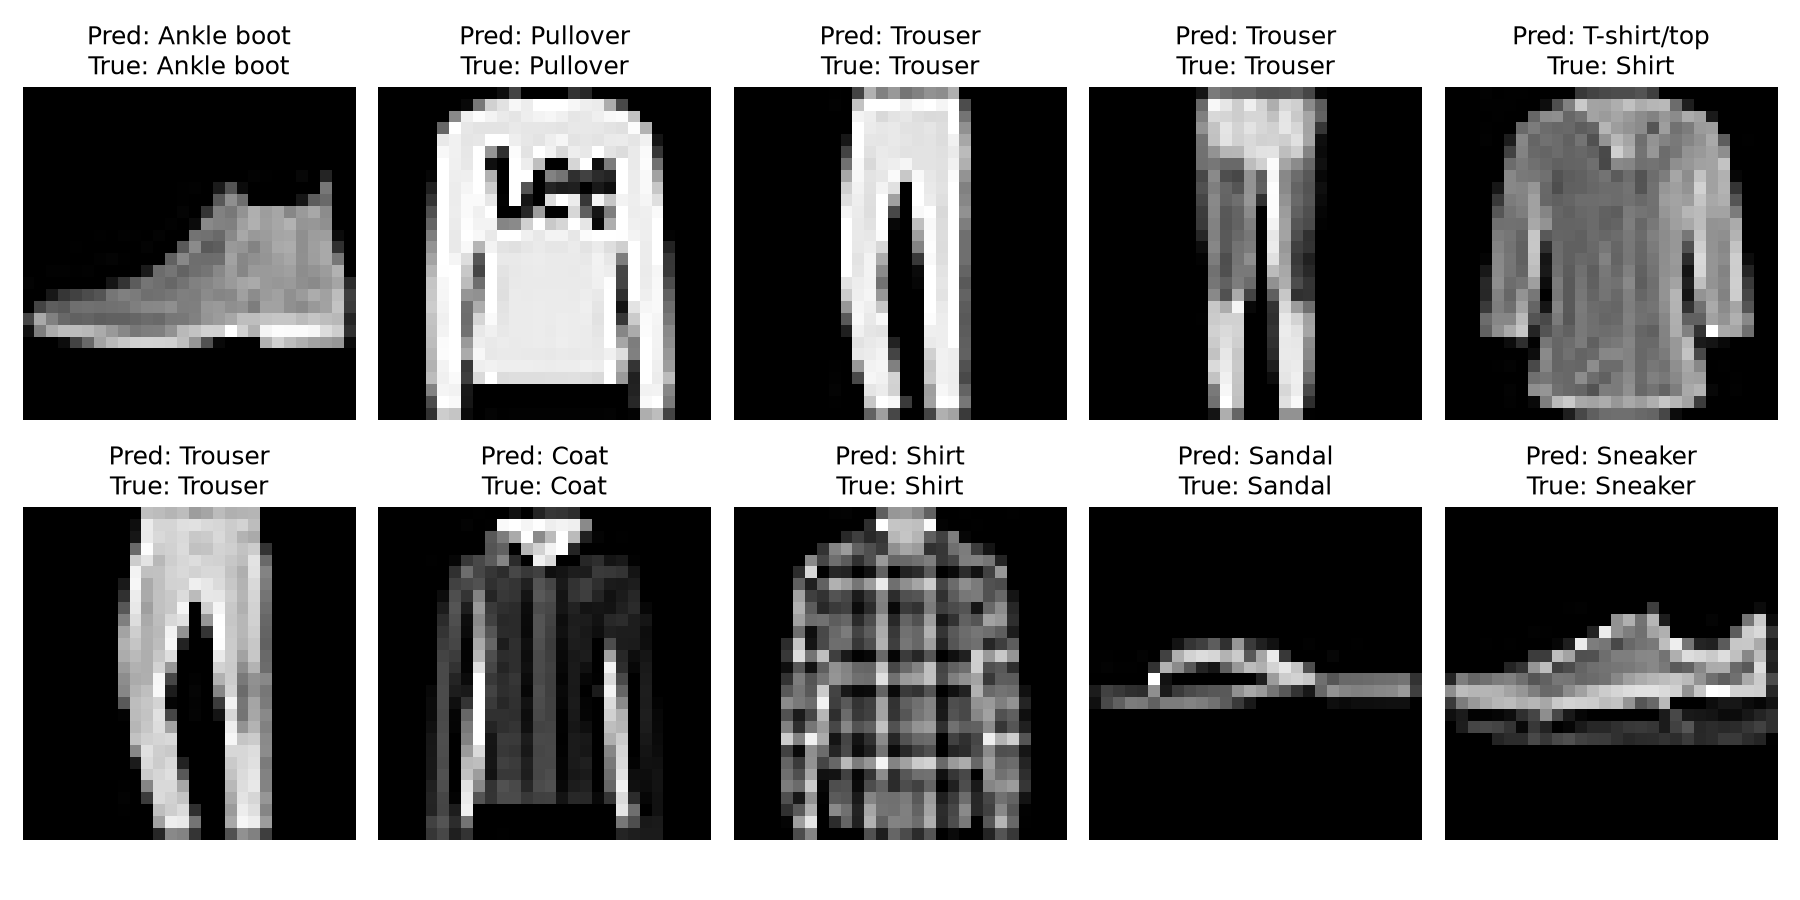 Pred: Ankle boot
True: Ankle boot
Pred: Pullover
True: Pullover
Pred: Trouser
True: Trouser
Pred: Trouser
True: Trouser
Pred: T-shirt/top
True: Shirt
Pred: Trouser
True: Trouser
Pred: Coat
True: Coat
Pred: Shirt
True: Shirt
Pred: Sandal
True: Sandal
Pred: Sneaker
True: Sneaker